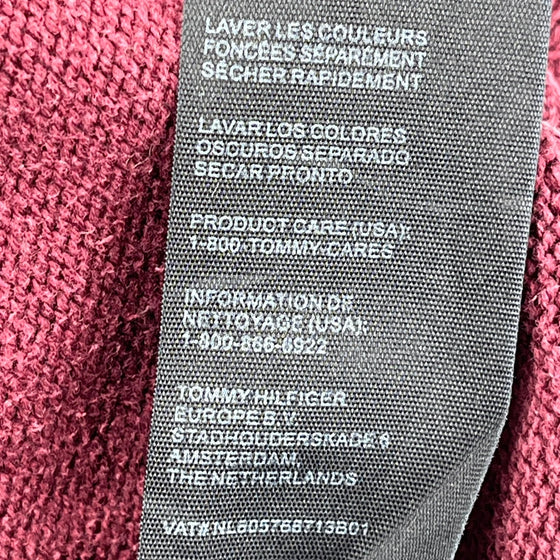 LAVER LES COULEURS
FONCÉES SÉPARÉMENT
SÉCHER RAPIDEMENT
LAVAR LOS COLORES
OSCUROS SEPARADO
SECAR PRONTO
PRODUCT CARE (USA):
1-800-TOMMY-CARES
INFORMATION DE
NETTOYAGE (USA):
1-800-866-6922
TOMMY HILFIGER
EUROPE B.V.
STADHOUDERSKADE 6
AMSTERDAM,
THE NETHERLANDS
VAT# NL805768713B01